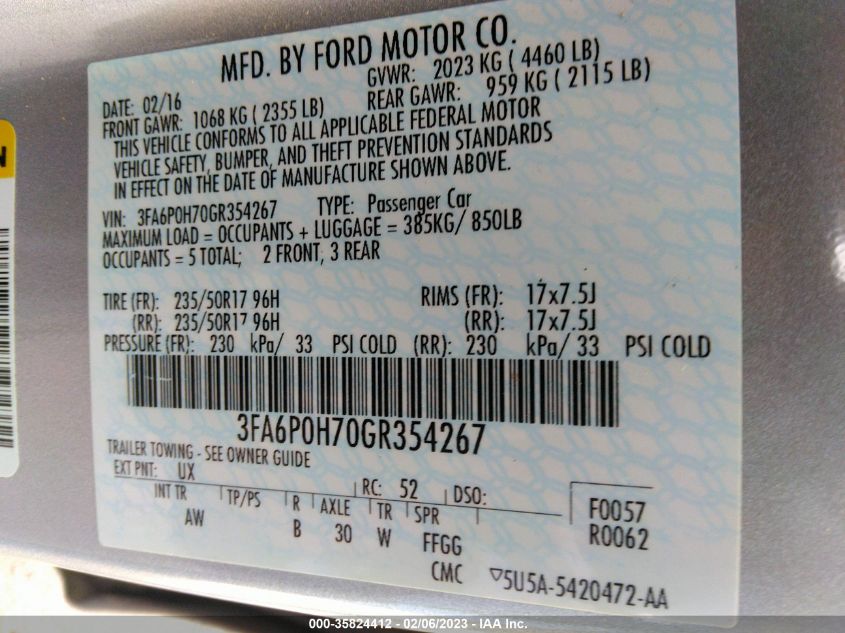 MFD. BY FORD MOTOR CO.
DATE: 02/16 GVWR: 2023 KG ( 4460 LB)
FRONT GAWR: 1068 KG ( 2355 LB) REAR GAWR: 959 KG ( 2115 LB)
THIS VEHICLE CONFORMS TO ALL APPLICABLE FEDERAL MOTOR
VEHICLE SAFETY, BUMPER, AND THEFT PREVENTION STANDARDS
IN EFFECT ON THE DATE OF MANUFACTURE SHOWN ABOVE.
VIN: 3FA6P0H70GR354267 TYPE: Passenger Car
MAXIMUM LOAD = OCCUPANTS + LUGGAGE = 385KG/ 850LB
OCCUPANTS = 5 TOTAL; 2 FRONT, 3 REAR
TIRE (FR): 235/50R17 96H RIMS (FR): 17x7.5J
(RR): 235/50R17 96H (RR): 17x7.5J
PRESSURE (FR): 230 kPa/ 33 PSI COLD (RR): 230 kPa/ 33 PSI COLD
3FA6P0H70GR354267
TRAILER TOWING - SEE OWNER GUIDE
EXT PNT: UX RC: 52 DSO:
INT TR TP/PS R AXLE TR SPR F0057
AW B 30 W FFGG R0062
CMC ▽5U5A-5420472-AA
N
000-35824412 - 02/06/2023 - IAA Inc.